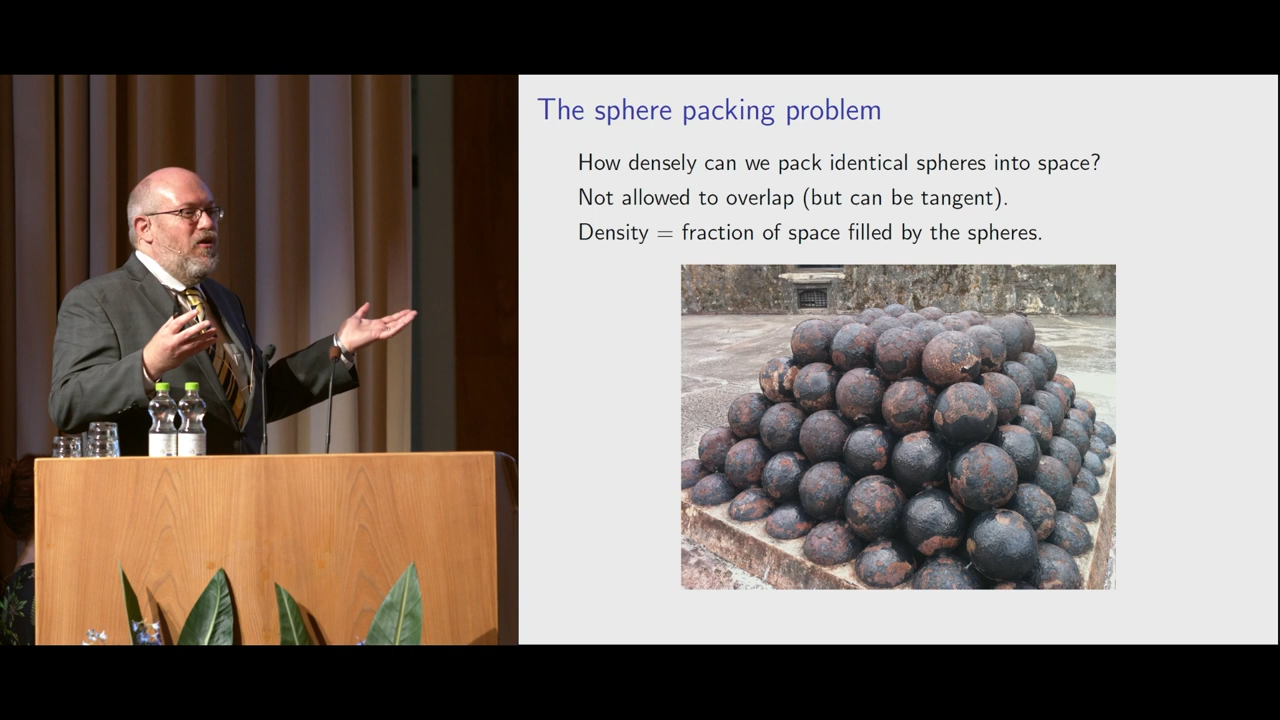 The sphere packing problem
How densely can we pack identical spheres into space?
Not allowed to overlap (but can be tangent).
Density = fraction of space filled by the spheres.